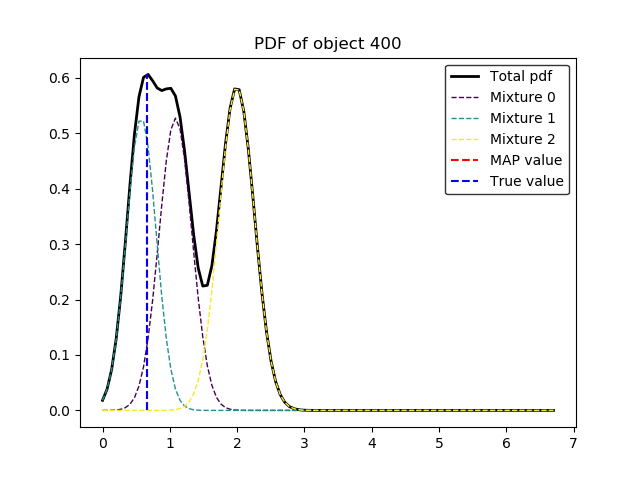 PDF of object 400
Total pdf
Mixture 0
Mixture 1
Mixture 2
MAP value
True value
0.6
0.5
0.4
0.3
0.2
0.1
0.0
0 1 2 3 4 5 6 7